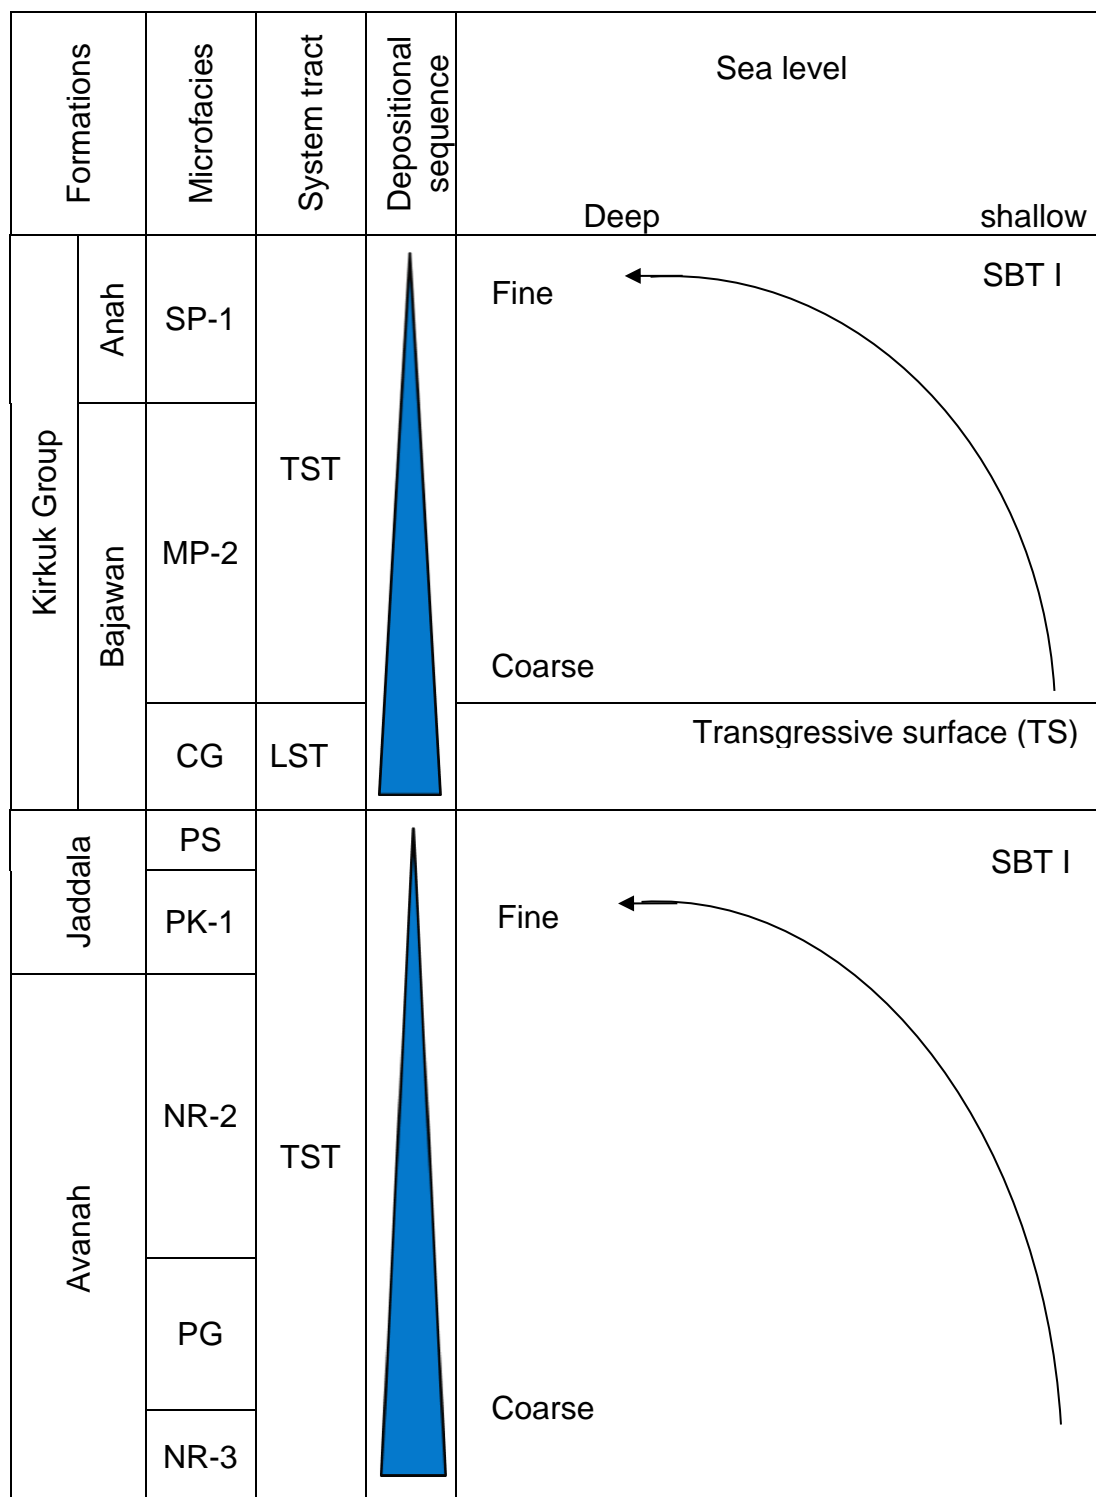 Formations
Microfacies
System tract
Depositional
sequence
Sea level
Deep
shallow
Kirkuk Group
Anah
SP-1
TST
Fine
SBT I
Bajawan
MP-2
Coarse
CG
LST
Transgressive surface (TS)
Jaddala
PS
PK-1
TST
Fine
SBT I
Avanah
NR-2
PG
NR-3
Coarse